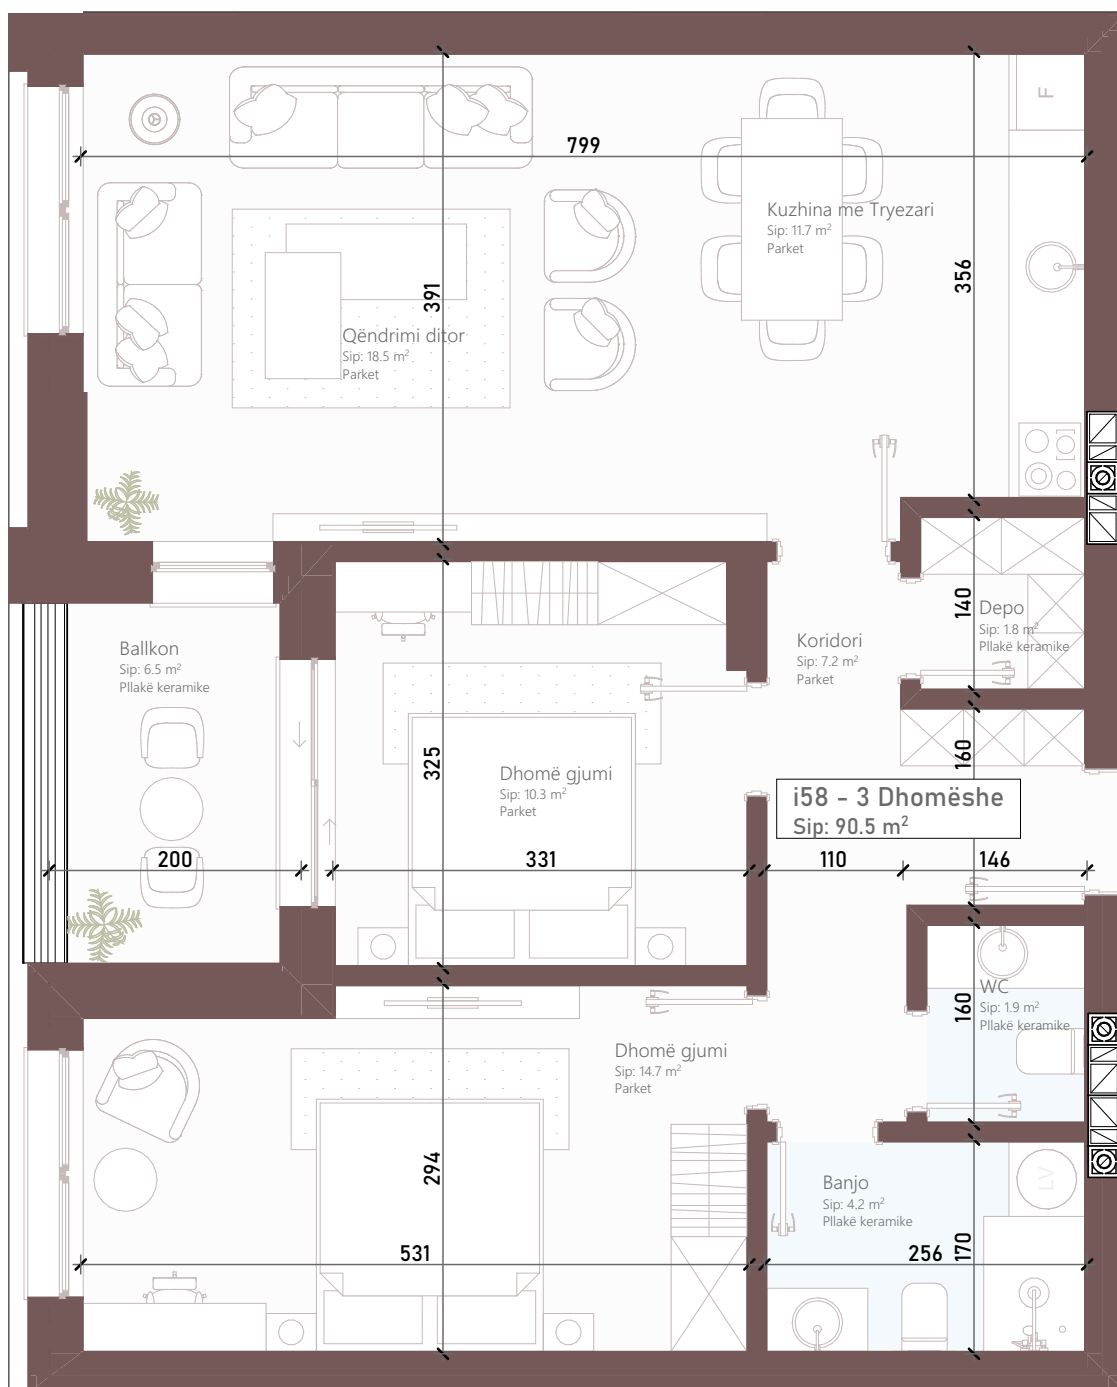 F
799
Kuzhina me Tryezari
Sip: 11.7 m²
Parket
391
356
Qëndrimi ditor
Sip: 18.5 m²
Parket
140
Depo
Sip: 1.8 m²
Pllakë keramike
Koridori
Sip: 7.2 m²
Parket
Ballkon
Sip: 6.5 m²
Pllakë keramike
325
160
Dhomë gjumi
Sip: 10.3 m²
Parket
i58 - 3 Dhomëshe
Sip: 90.5 m²
200
331
110
146
WC
Sip: 1.9 m²
Pllakë keramike
160
Dhomë gjumi
Sip: 14.7 m²
Parket
294
Banjo
Sip: 4.2 m²
Pllakë keramike
LV
531
256
170